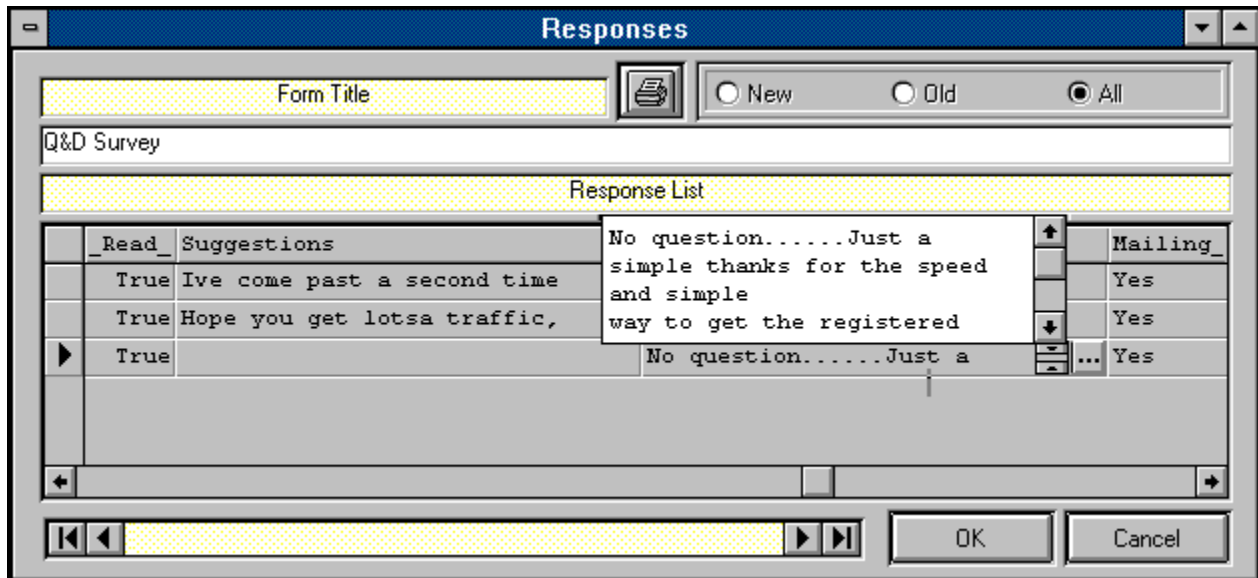 Responses
Form Title
New Old All
Q&D Survey
Response List
_Read_ Suggestions Mailing_
No question......Just a
simple thanks for the speed
and simple
way to get the registered
True Ive come past a second time Yes
True Hope you get lotsa traffic, Yes
True No question......Just a ... Yes
OK Cancel